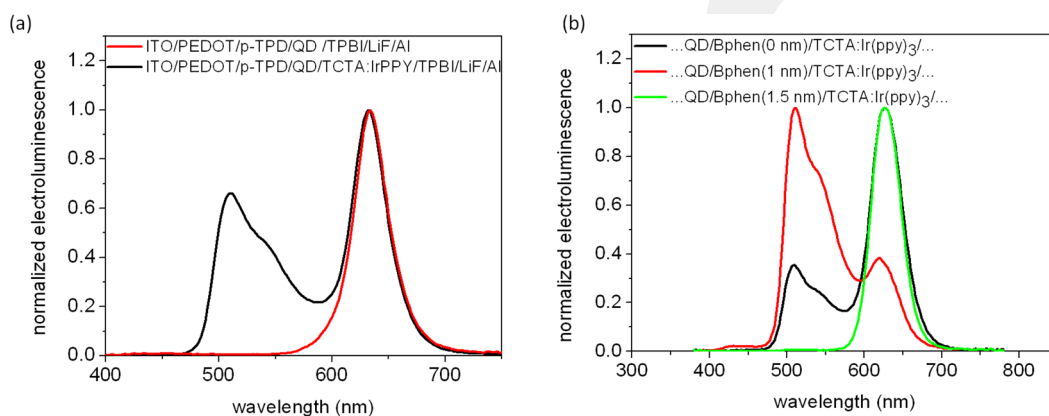 (a)
ITO/PEDOT/p-TPD/QD /TPBI/LiF/Al
ITO/PEDOT/p-TPD/QD/TCTA:IrPPY/TPBI/LiF/Al
normalized electroluminescence
1.2
1.0
0.8
0.6
0.4
0.2
0.0
400 500 600 700
wavelength (nm)
(b)
...QD/Bphen(0 nm)/TCTA:Ir(ppy)3/...
...QD/Bphen(1 nm)/TCTA:Ir(ppy)3/...
...QD/Bphen(1.5 nm)/TCTA:Ir(ppy)3/...
normalized electroluminescence
1.2
1.0
0.8
0.6
0.4
0.2
0.0
300 400 500 600 700 800
wavelength (nm)